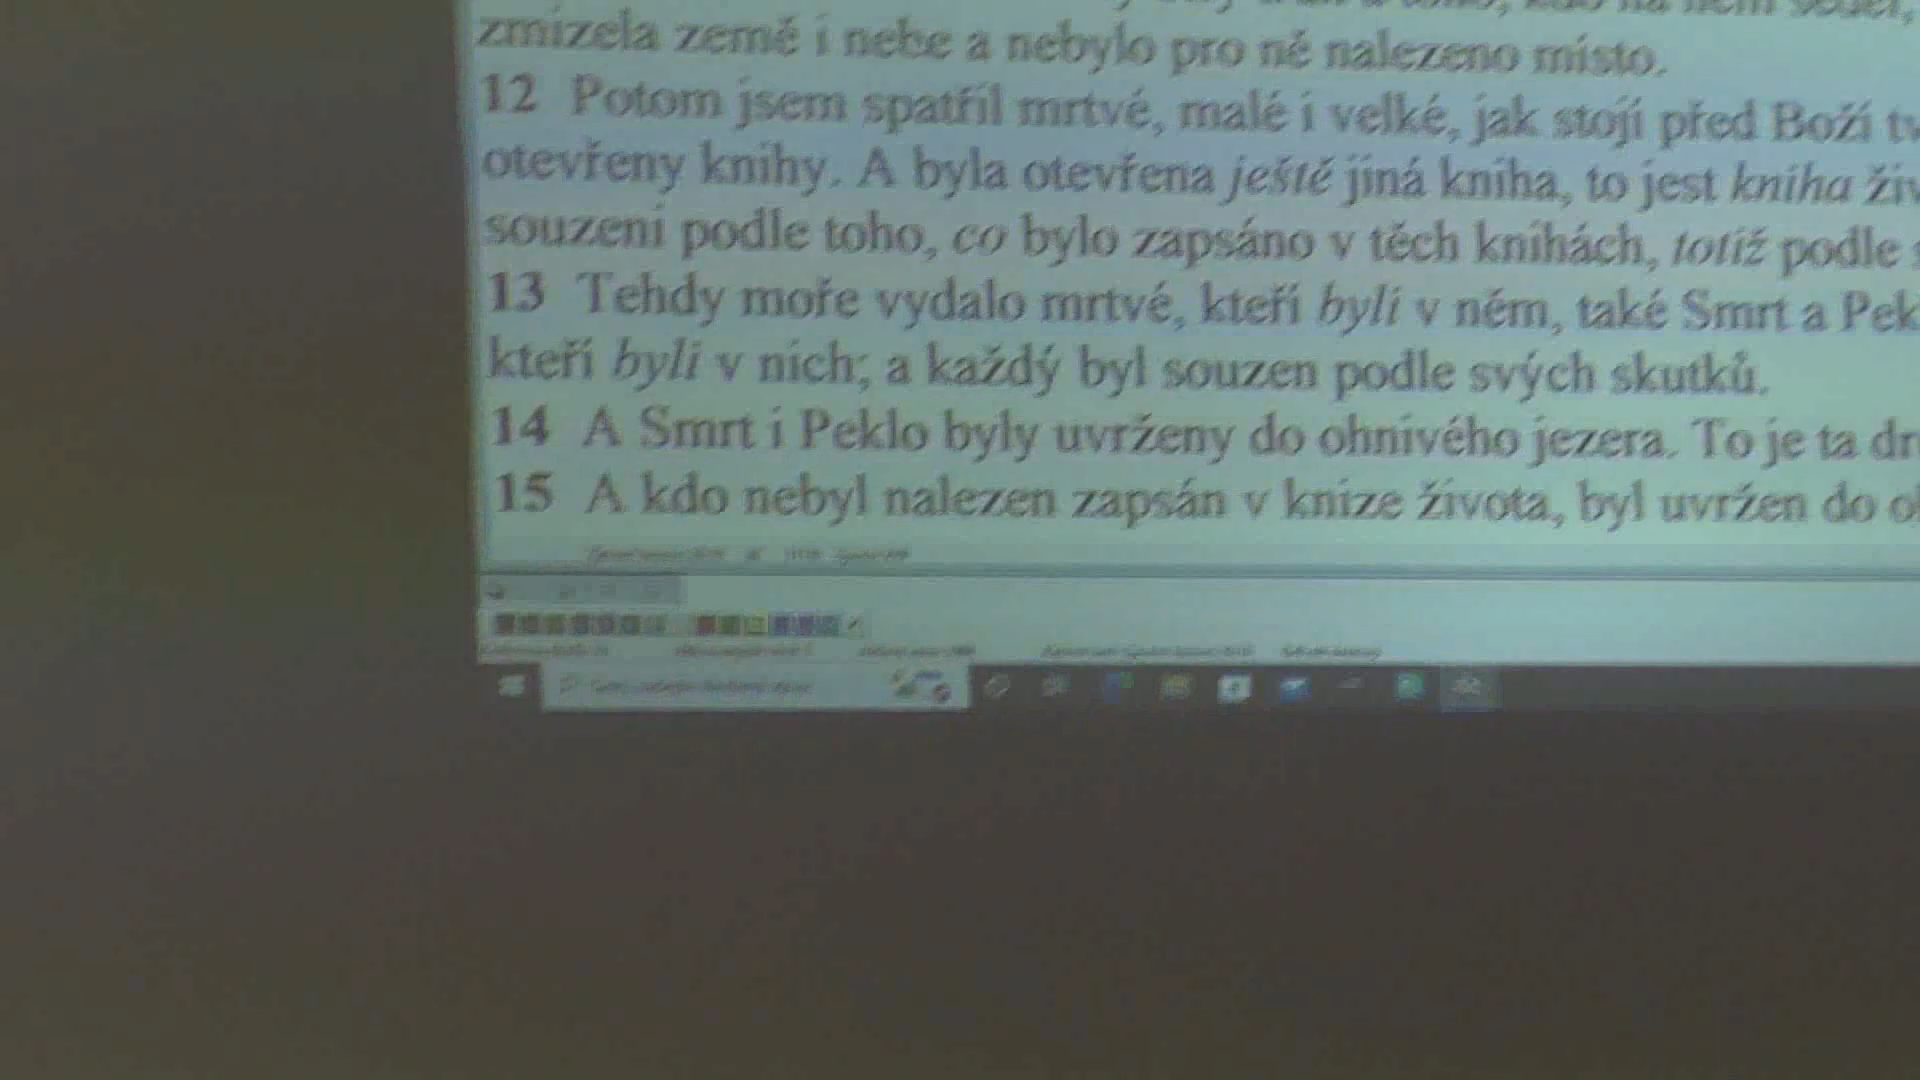 zmizela země i nebe a nebylo pro ně nalezeno místo.
12 Potom jsem spatřil mrtvé, malé i velké, jak stojí před Boží
otevřeny knihy. A byla otevřena ještě jiná kniha, to jest kniha
souzeni podle toho, co bylo zapsáno v těch knihách, totiž podle
13 Tehdy moře vydalo mrtvé, kteří byli v něm, také Smrt a Pek
kteří byli v nich; a každý byl souzen podle svých skutků.
14 A Smrt i Peklo byly uvrženy do ohnivého jezera. To je ta
15 A kdo nebyl nalezen zapsán v knize života, byl uvržen do